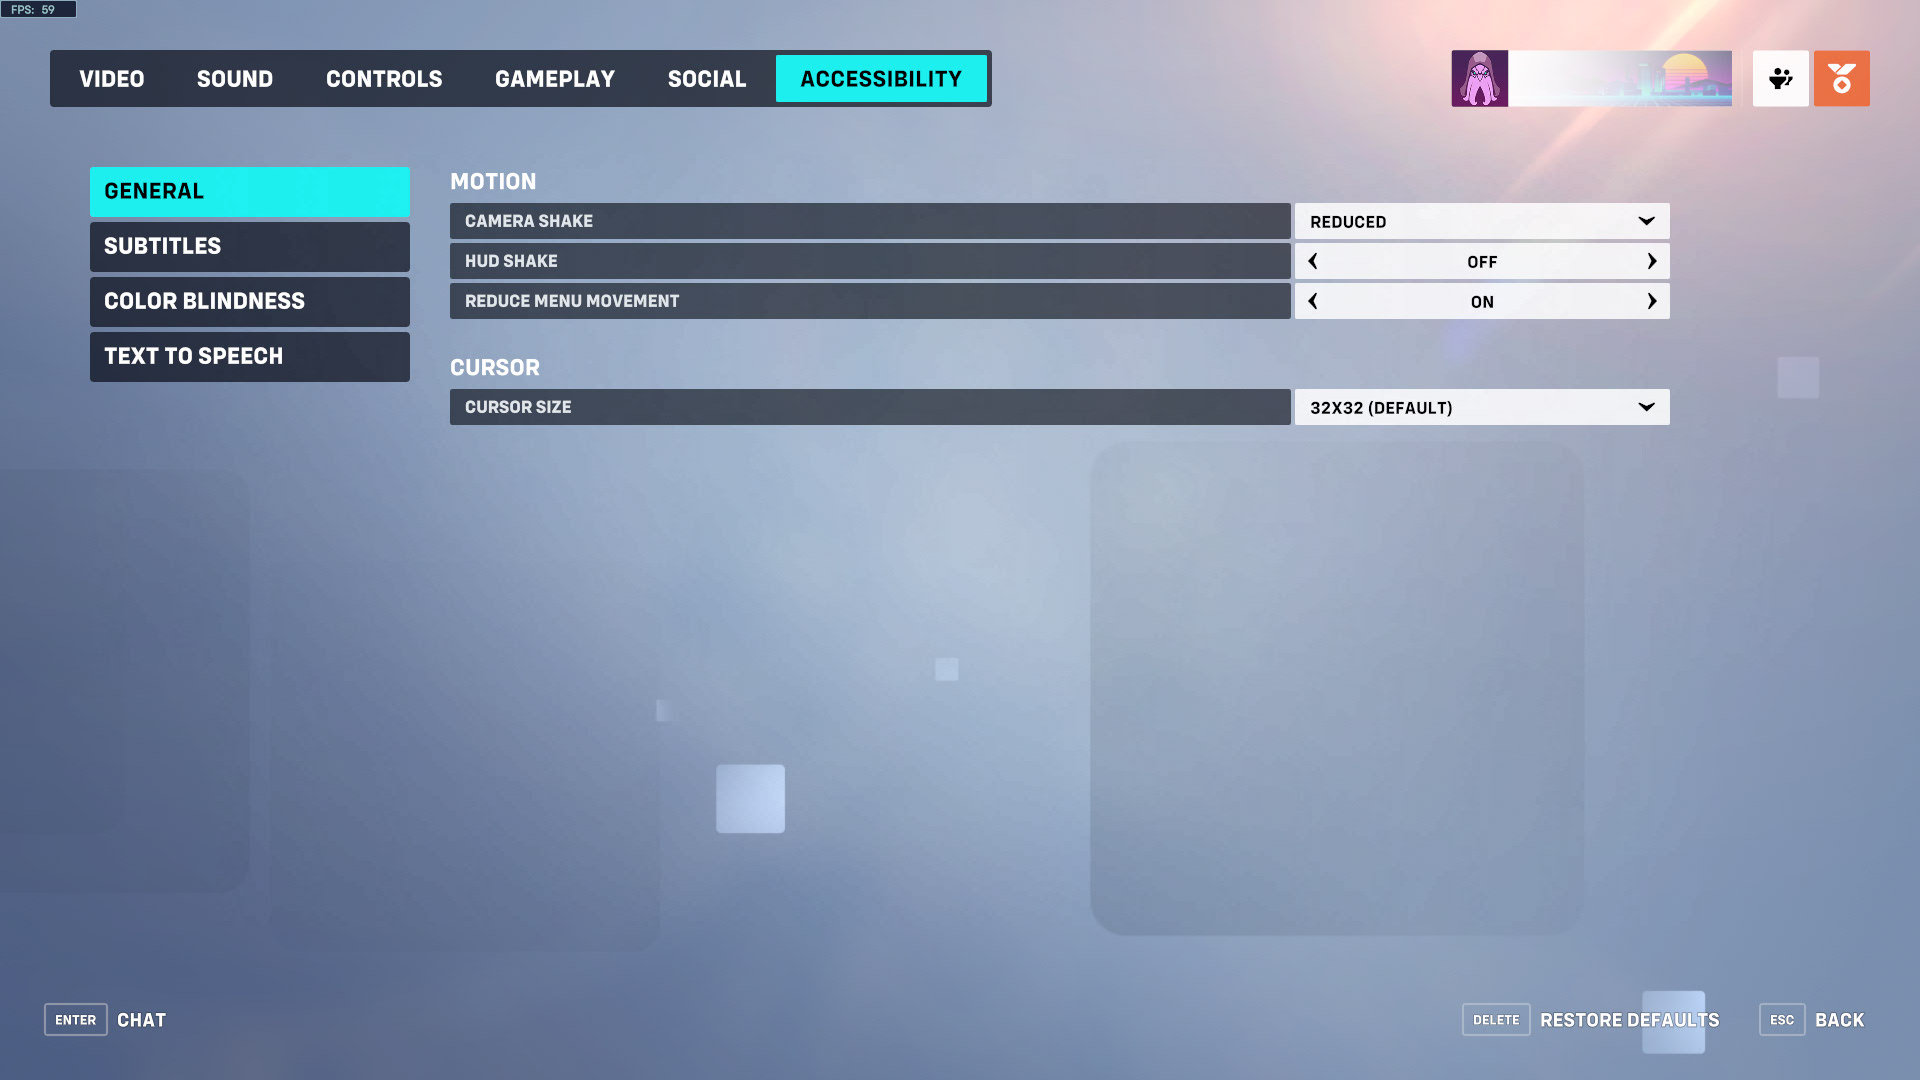 FPS: 59
VIDEO SOUND CONTROLS GAMEPLAY SOCIAL ACCESSIBILITY
GENERAL
SUBTITLES
COLOR BLINDNESS
TEXT TO SPEECH
MOTION
CAMERA SHAKE REDUCED
HUD SHAKE OFF
REDUCE MENU MOVEMENT ON
CURSOR
CURSOR SIZE 32X32 (DEFAULT)
ENTER CHAT
DELETE RESTORE DEFAULTS ESC BACK